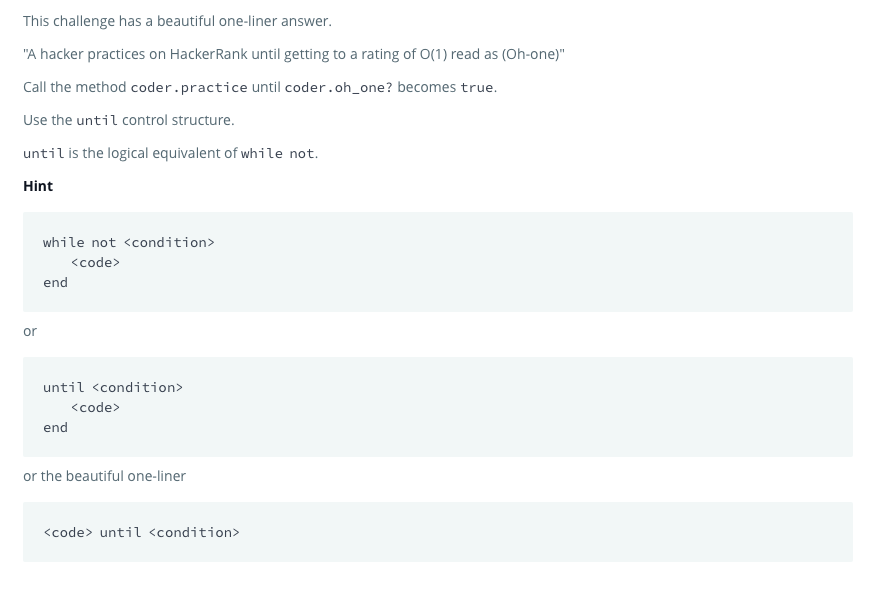 This challenge has a beautiful one-liner answer.
"A hacker practices on HackerRank until getting to a rating of O(1) read as (Oh-one)"
Call the method coder.practice until coder.oh_one? becomes true.
Use the until control structure.
until is the logical equivalent of while not.
Hint
while not <condition>
    <code>
end
or
until <condition>
    <code>
end
or the beautiful one-liner
<code> until <condition>